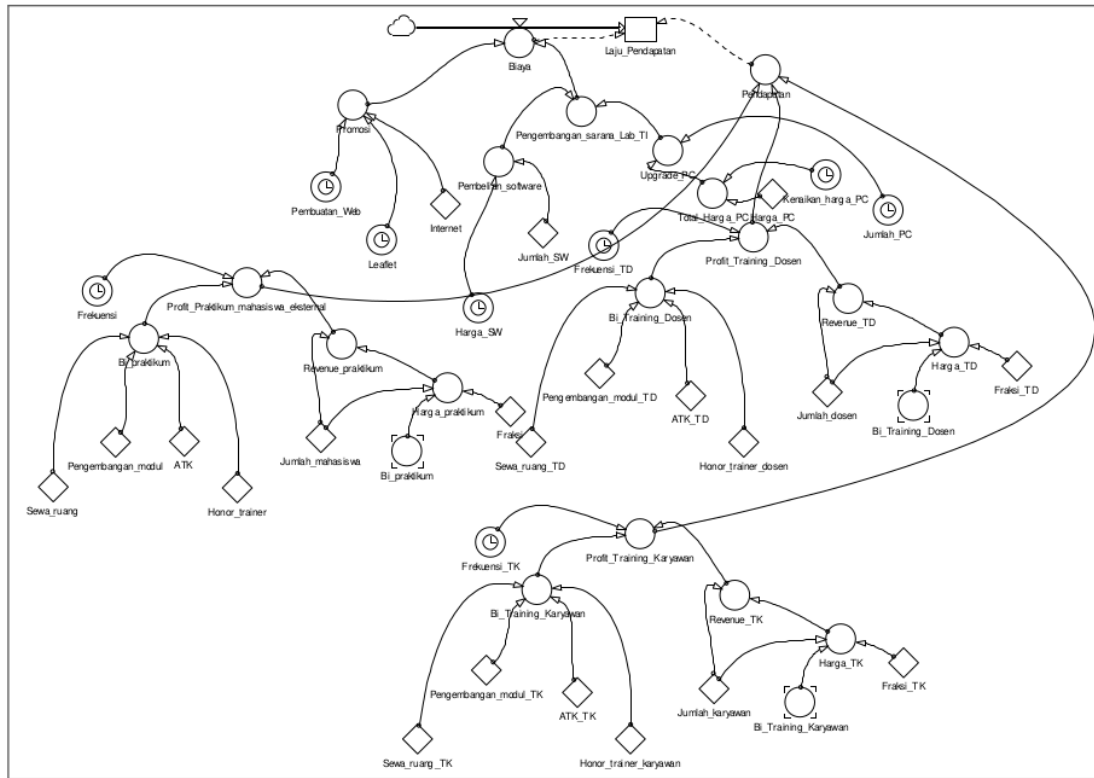 Laju_Pendapatan
Biaya
Pendapatan
Promosi
Pengembangan_sarana_Lab_TI
Upgrade_PC
Pembelian_software
Pembuatan_Web
Internet
Total_Harga_PC
Harga_PC
Kenaikan_harga_PC
Jumlah_PC
Leaflet
Jumlah_SW
Frekuensi_TD
Profit_Training_Dosen
Frekuensi
Profit_Praktikum_mahasiswa_eksternal
Harga_SW
Bi_Training_Dosen
Revenue_TD
Bi_praktikum
Revenue_praktikum
Harga_TD
Fraksi_TD
Pengembangan_modul_TD
ATK_TD
Jumlah_dosen
Bi_Training_Dosen
Harga_praktikum
Fraksi
Pengembangan_modul
ATK
Jumlah_mahasiswa
Bi_praktikum
Sewa_ruang_TD
Honor_trainer_dosen
Sewa_ruang
Honor_trainer
Profit_Training_Karyawan
Frekuensi_TK
Bi_Training_Karyawan
Revenue_TK
Harga_TK
Fraksi_TK
Pengembangan_modul_TK
ATK_TK
Jumlah_karyawan
Bi_Training_Karyawan
Sewa_ruang_TK
Honor_trainer_karyawan